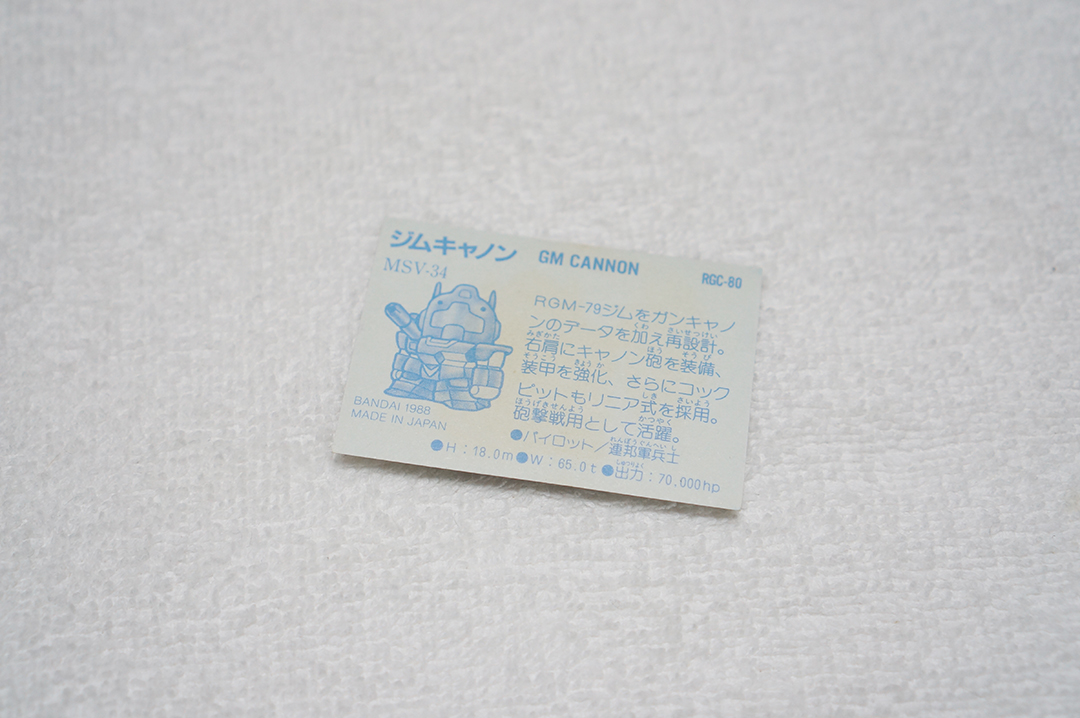 ジムキャノン GM CANNON RGC-80
MSV-34
RGM-79ジムをガンキャノ
ンのデータを加え再設計。
右肩にキャノン砲を装備、
装甲を強化、さらにコック
ピットもリニア式を採用。
砲撃戦用として活躍。
BANDAI 1988
MADE IN JAPAN
●パイロット/連邦軍兵士
●H:18.0m●W:65.0t●出力:70.000hp